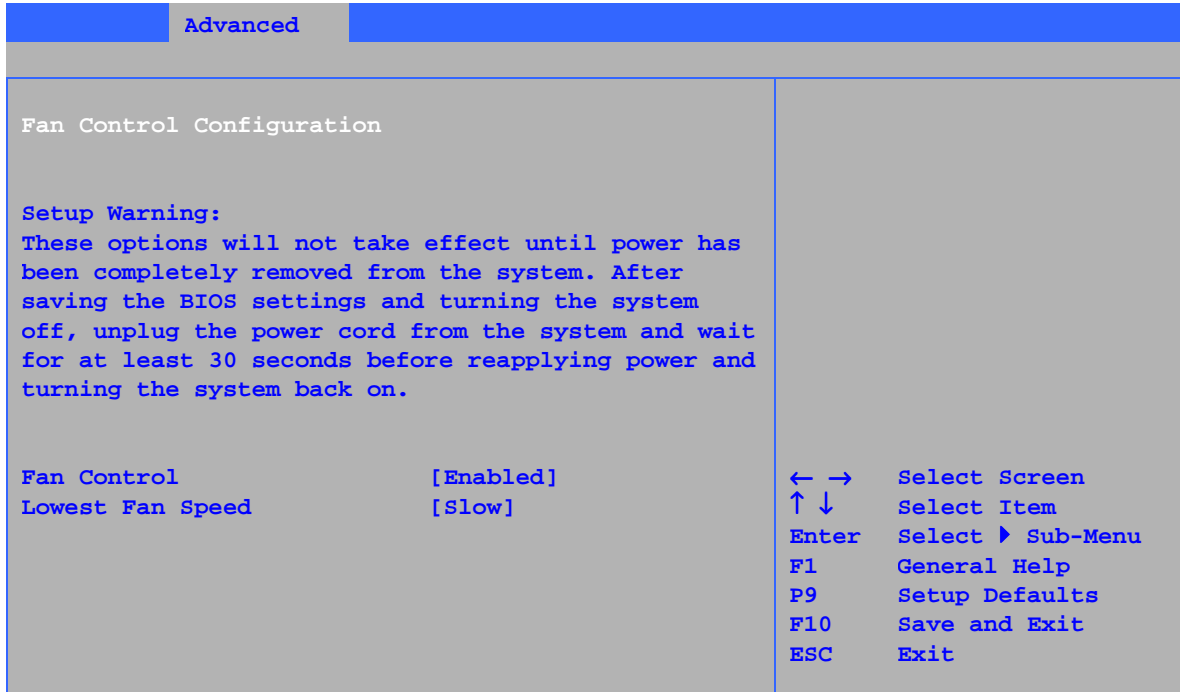 Advanced
Fan Control Configuration
Setup Warning:
These options will not take effect until power has
been completely removed from the system. After
saving the BIOS settings and turning the system
off, unplug the power cord from the system and wait
for at least 30 seconds before reapplying power and
turning the system back on.
Fan Control [Enabled]
Lowest Fan Speed [Slow]
← → Select Screen
↑ ↓ Select Item
Enter Select ▶ Sub-Menu
F1 General Help
P9 Setup Defaults
F10 Save and Exit
ESC Exit